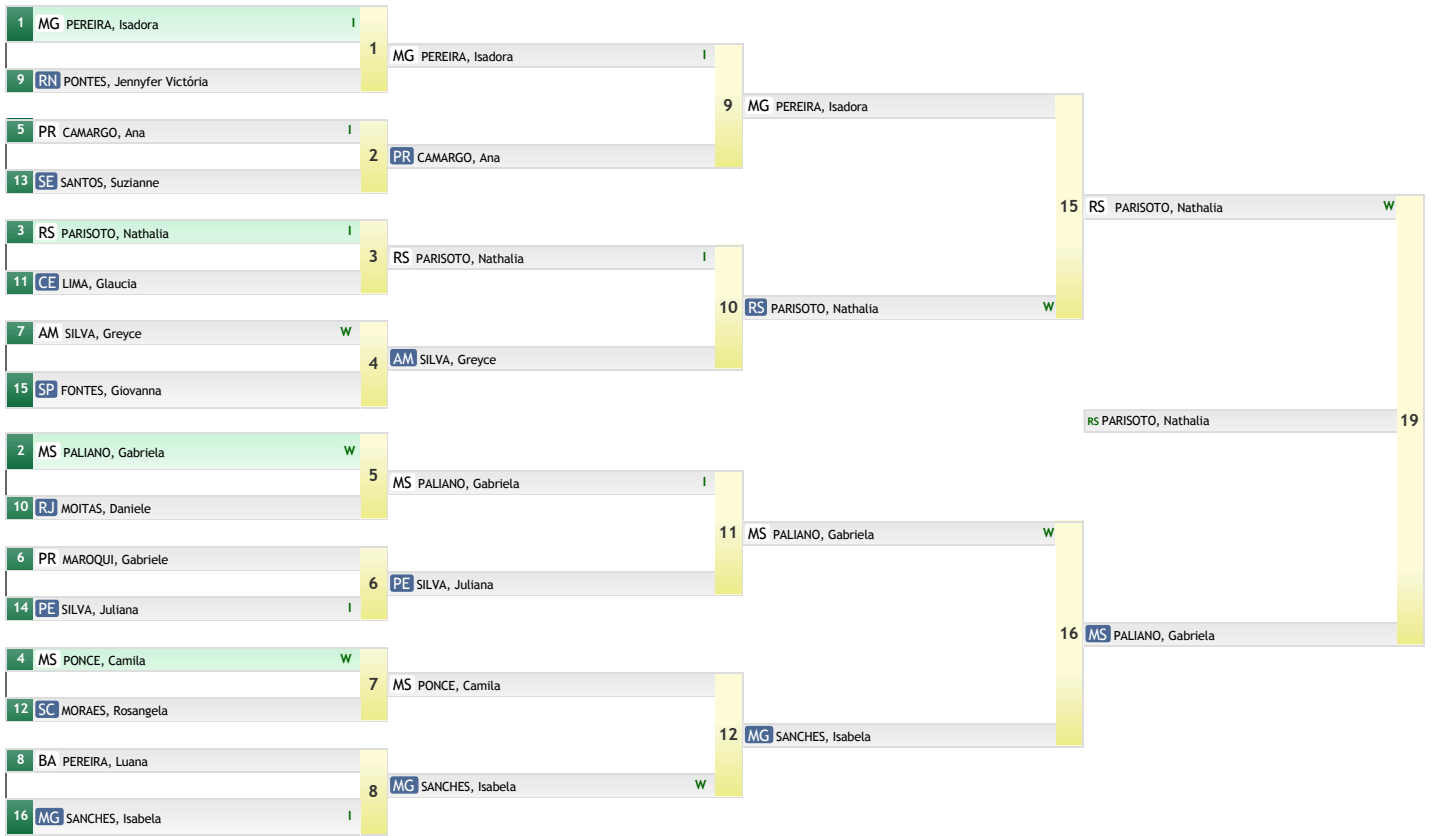 1 MG PEREIRA, Isadora I
9 RN PONTES, Jennyfer Victória
1
5 PR CAMARGO, Ana I
13 SE SANTOS, Suzianne
2
3 RS PARISOTO, Nathalia I
11 CE LIMA, Glaucia
3
7 AM SILVA, Greyce W
15 SP FONTES, Giovanna
4
2 MS PALIANO, Gabriela W
10 RJ MOITAS, Daniele
5
6 PR MAROQUI, Gabriele
14 PE SILVA, Juliana I
6
4 MS PONCE, Camila W
12 SC MORAES, Rosangela
7
8 BA PEREIRA, Luana
16 MG SANCHES, Isabela I
8
MG PEREIRA, Isadora I
PR CAMARGO, Ana
9
RS PARISOTO, Nathalia I
AM SILVA, Greyce
10
MS PALIANO, Gabriela I
PE SILVA, Juliana
11
MS PONCE, Camila
MG SANCHES, Isabela W
12
MG PEREIRA, Isadora
RS PARISOTO, Nathalia W
15
MS PALIANO, Gabriela W
MG SANCHES, Isabela
16
RS PARISOTO, Nathalia W
RS PARISOTO, Nathalia
19
MS PALIANO, Gabriela